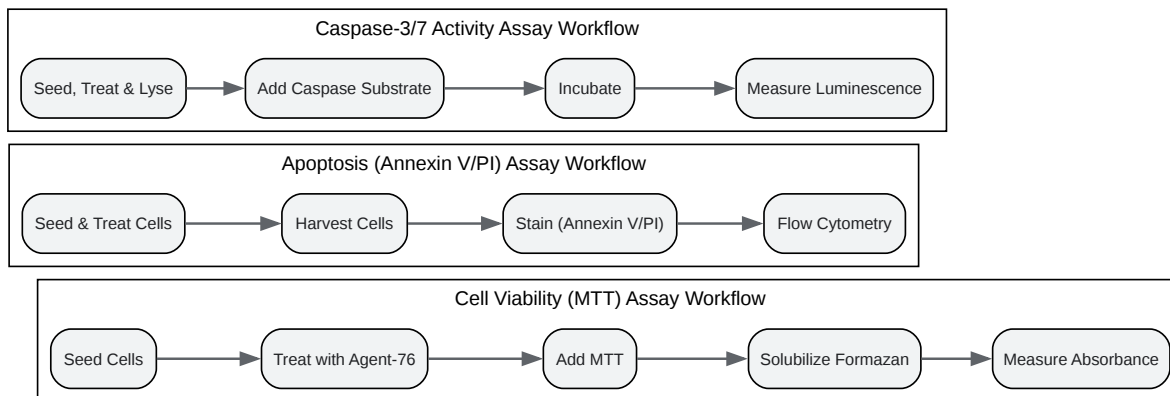 Caspase-3/7 Activity Assay Workflow
Seed, Treat & Lyse
Add Caspase Substrate
Incubate
Measure Luminescence
Apoptosis (Annexin V/PI) Assay Workflow
Seed & Treat Cells
Harvest Cells
Stain (Annexin V/PI)
Flow Cytometry
Cell Viability (MTT) Assay Workflow
Seed Cells
Treat with Agent-76
Add MTT
Solubilize Formazan
Measure Absorbance